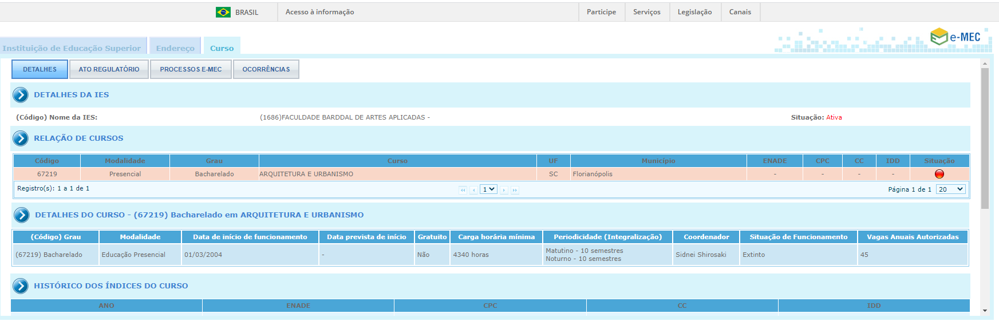 BRASIL Acesso à informação Participe Serviços Legislação Canais
e-MEC
Instituição de Educação Superior Endereço Curso
DETALHES ATO REGULATÓRIO PROCESSOS E-MEC OCORRÊNCIAS
DETALHES DA IES
(Código) Nome da IES: (1686)FACULDADE BARDDAL DE ARTES APLICADAS - Situação: Ativa
RELAÇÃO DE CURSOS
Código Modalidade Grau Curso UF Município ENADE CPC CC IDD Situação
67219 Presencial Bacharelado ARQUITETURA E URBANISMO SC Florianópolis - - - -
Registro(s): 1 a 1 de 1 1 Página 1 de 1 20
DETALHES DO CURSO - (67219) Bacharelado em ARQUITETURA E URBANISMO
(Código) Grau Modalidade Data de início de funcionamento Data prevista de início Gratuito Carga horária mínima Periodicidade (Integralização) Coordenador Situação de Funcionamento Vagas Anuais Autorizadas
(67219) Bacharelado Educação Presencial 01/03/2004 - Não 4340 horas Matutino - 10 semestres Sidnei Shirosaki Extinto 45
Noturno - 10 semestres
HISTÓRICO DOS ÍNDICES DO CURSO
ANO ENADE CPC CC IDD